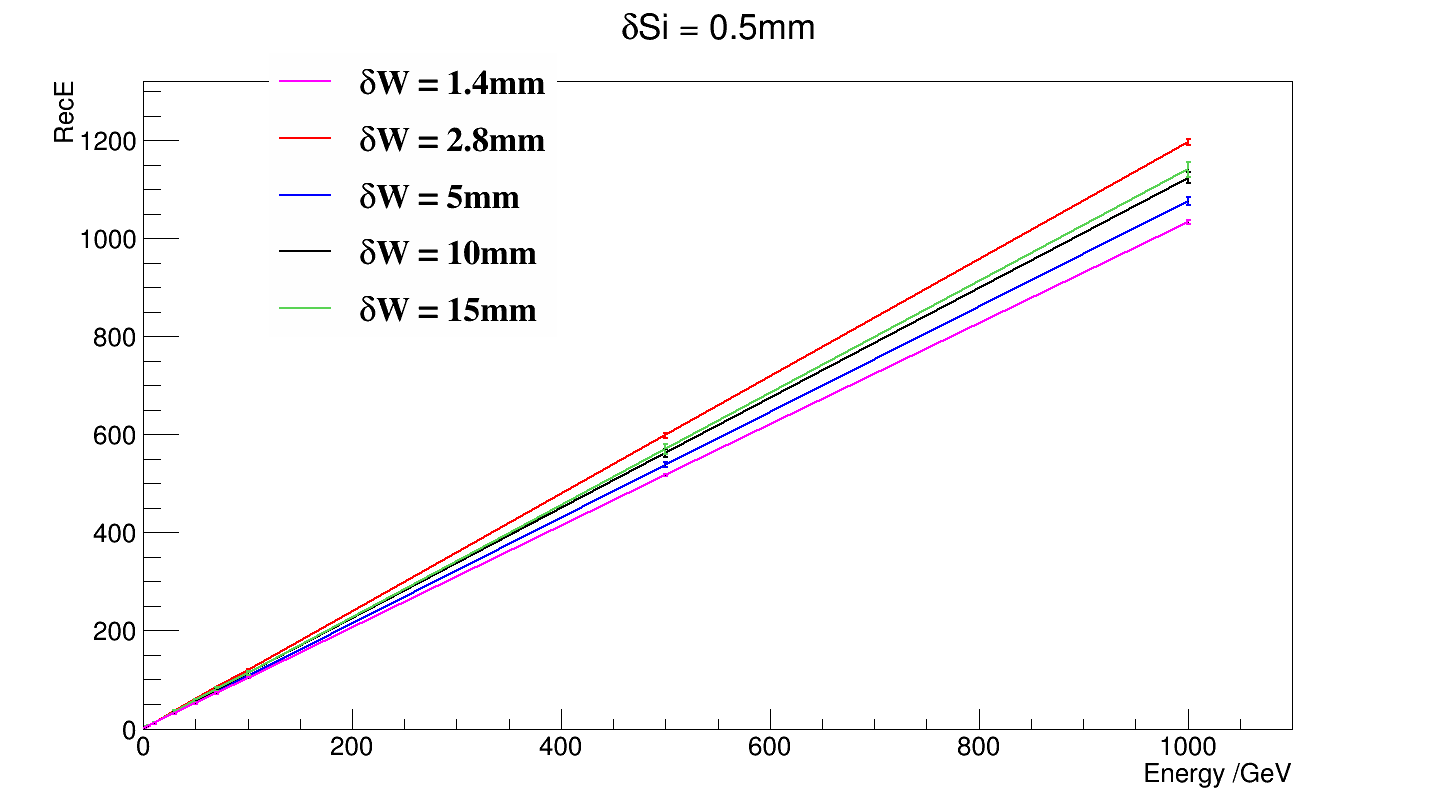 δSi = 0.5mm
RecE
δW = 1.4mm
δW = 2.8mm
δW = 5mm
δW = 10mm
δW = 15mm
1200
1000
800
600
400
200
0
0 200 400 600 800 1000
Energy /GeV